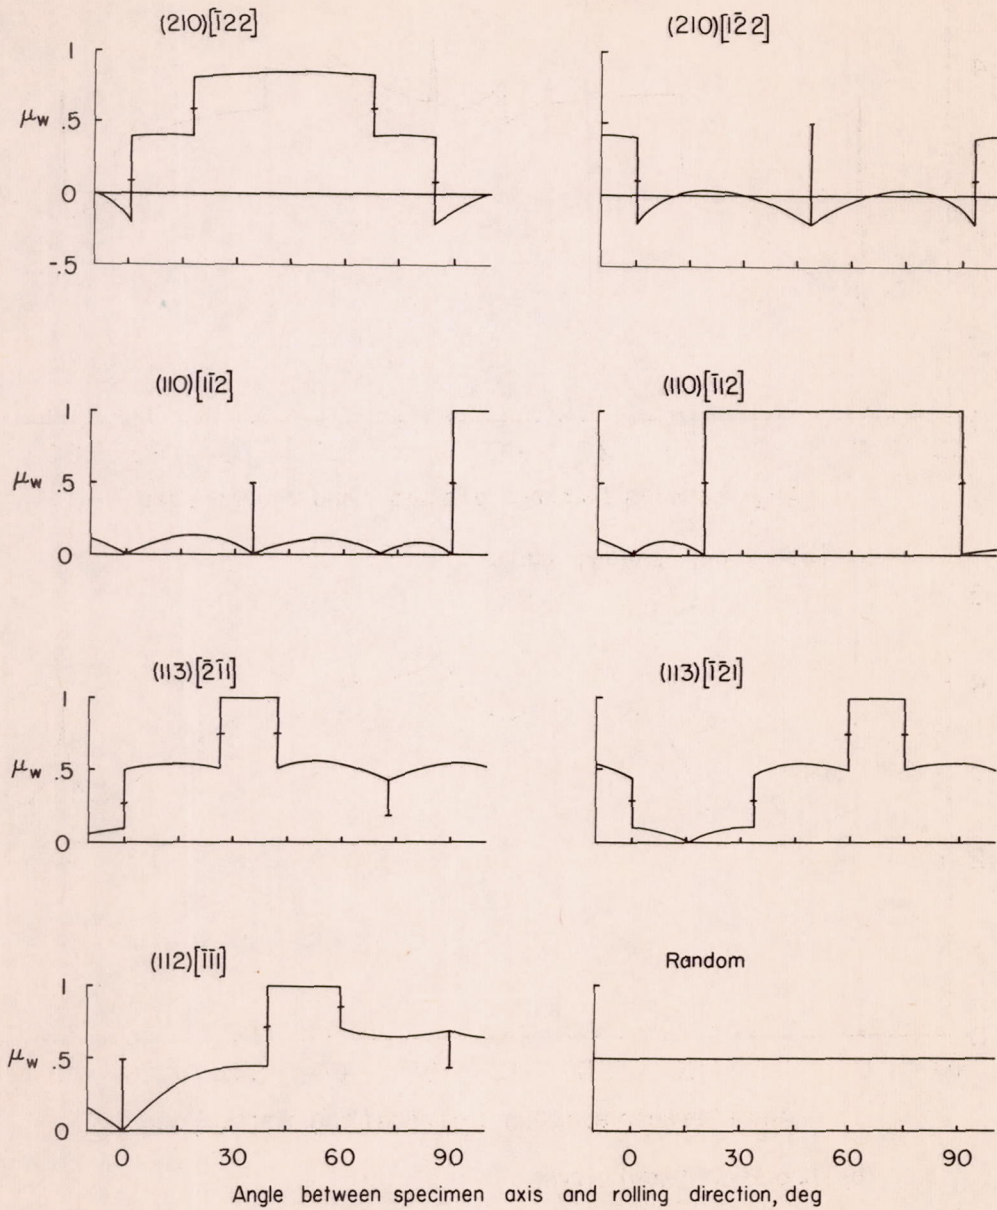 (210)[1̄22] (210)[12̄2]
1
μw .5
0
-.5
(110)[11̄2] (110)[1̄12]
1
μw .5
0
(113)[2̄1̄1] (113)[1̄2̄1]
1
μw .5
0
(112)[1̄1̄1] Random
1
μw .5
0
0 30 60 90 0 30 60 90
Angle between specimen axis and rolling direction, deg